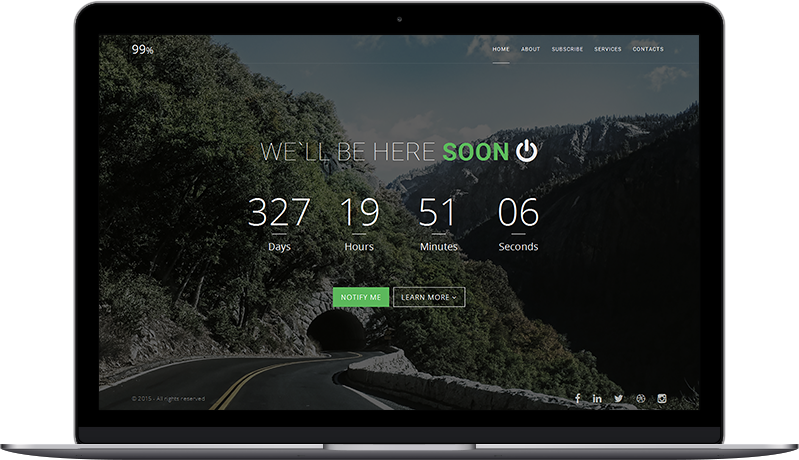 99%
HOME ABOUT SUBSCRIBE SERVICES CONTACTS
WE`LL BE HERE SOON
327 19 51 06
Days Hours Minutes Seconds
NOTIFY ME LEARN MORE
© 2015 - All rights reserved